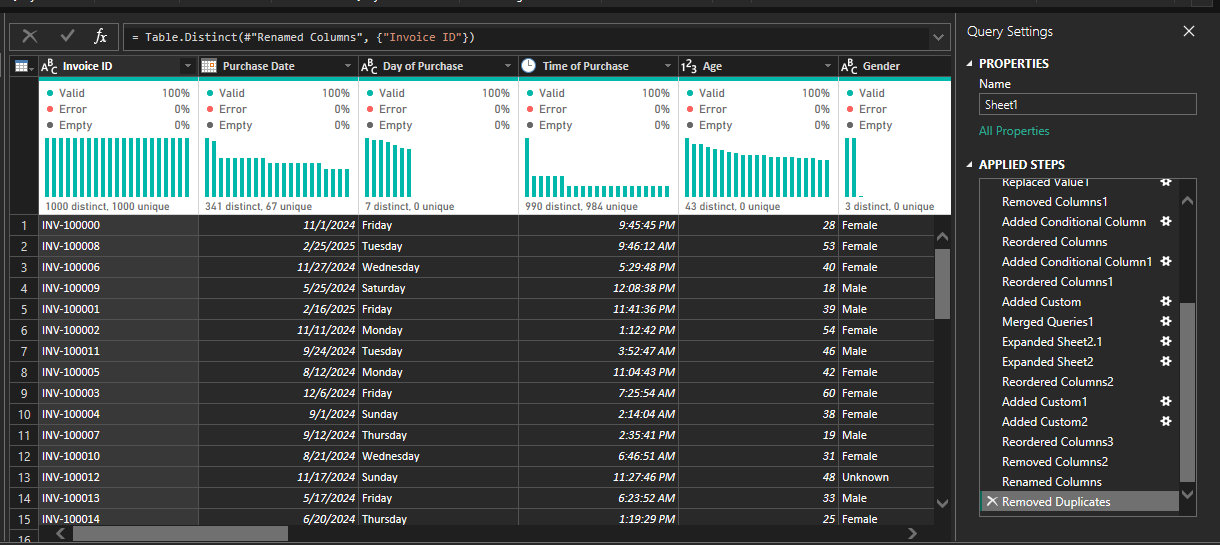 fx = Table.Distinct(#"Renamed Columns", {"Invoice ID"})
ABC Invoice ID Purchase Date ABC Day of Purchase Time of Purchase 123 Age ABC Gender
Valid 100% Valid 100% Valid 100% Valid 100% Valid 100% Valid
Error 0% Error 0% Error 0% Error 0% Error 0% Error
Empty 0% Empty 0% Empty 0% Empty 0% Empty 0% Empty
1000 distinct, 1000 unique 341 distinct, 67 unique 7 distinct, 0 unique 990 distinct, 984 unique 43 distinct, 0 unique 3 distinct, 0 unique
1 INV-100000 11/1/2024 Friday 9:45:45 PM 28 Female
2 INV-100008 2/25/2025 Tuesday 9:46:12 AM 53 Female
3 INV-100006 11/27/2024 Wednesday 5:29:48 PM 40 Female
4 INV-100009 5/25/2024 Saturday 12:08:38 PM 18 Male
5 INV-100001 2/16/2025 Friday 11:41:36 PM 39 Male
6 INV-100002 11/11/2024 Monday 1:12:42 PM 54 Female
7 INV-100011 9/24/2024 Tuesday 3:52:47 AM 46 Male
8 INV-100005 8/12/2024 Monday 11:04:43 PM 42 Female
9 INV-100003 12/6/2024 Friday 7:25:54 AM 60 Female
10 INV-100004 9/1/2024 Sunday 2:14:04 AM 38 Female
11 INV-100007 9/12/2024 Thursday 2:35:41 PM 19 Male
12 INV-100010 8/21/2024 Wednesday 6:46:51 AM 31 Female
13 INV-100012 11/17/2024 Sunday 11:27:46 PM 48 Unknown
14 INV-100013 5/17/2024 Friday 6:23:52 AM 33 Male
15 INV-100014 6/20/2024 Thursday 1:19:29 PM 25 Female
16
Query Settings
PROPERTIES
Name
Sheet1
All Properties
APPLIED STEPS
Replaced Value1
Removed Columns1
Added Conditional Column
Reordered Columns
Added Conditional Column1
Reordered Columns1
Added Custom
Merged Queries1
Expanded Sheet2.1
Expanded Sheet2
Reordered Columns2
Added Custom1
Added Custom2
Reordered Columns3
Removed Columns2
Renamed Columns
Removed Duplicates